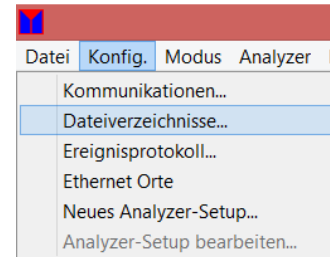 Datei Konfig. Modus Analyzer
Kommunikationen...
Dateiverzeichnisse...
Ereignisprotokoll...
Ethernet Orte
Neues Analyzer-Setup...
Analyzer-Setup bearbeiten...